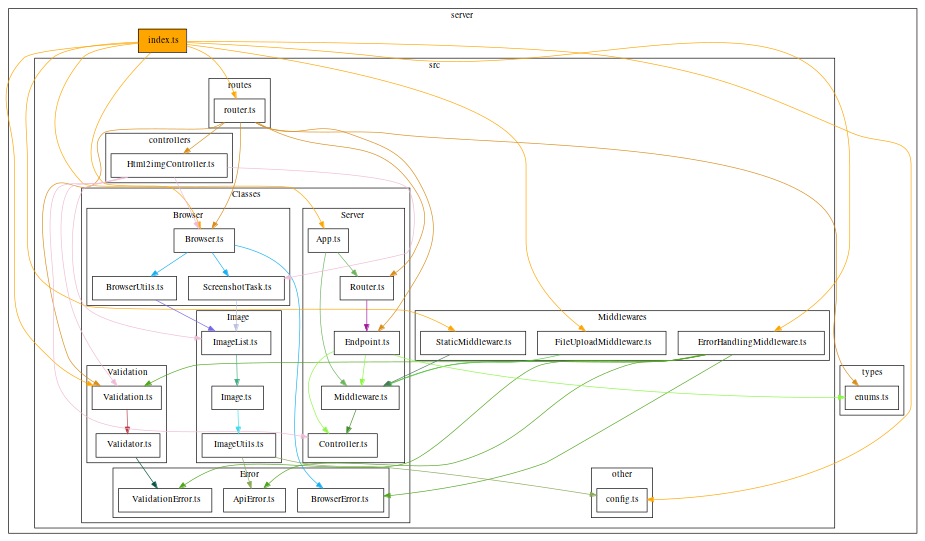 server
index.ts
src
routes
router.ts
controllers
Html2imgController.ts
Classes
Browser
Server
Browser.ts
App.ts
BrowserUtils.ts
ScreenshotTask.ts
Router.ts
Image
Middlewares
ImageList.ts
Endpoint.ts
StaticMiddleware.ts
FileUploadMiddleware.ts
ErrorHandlingMiddleware.ts
Validation
types
Validation.ts
Image.ts
Middleware.ts
enums.ts
Validator.ts
ImageUtils.ts
Controller.ts
Error
other
ValidationError.ts
ApiError.ts
BrowserError.ts
config.ts